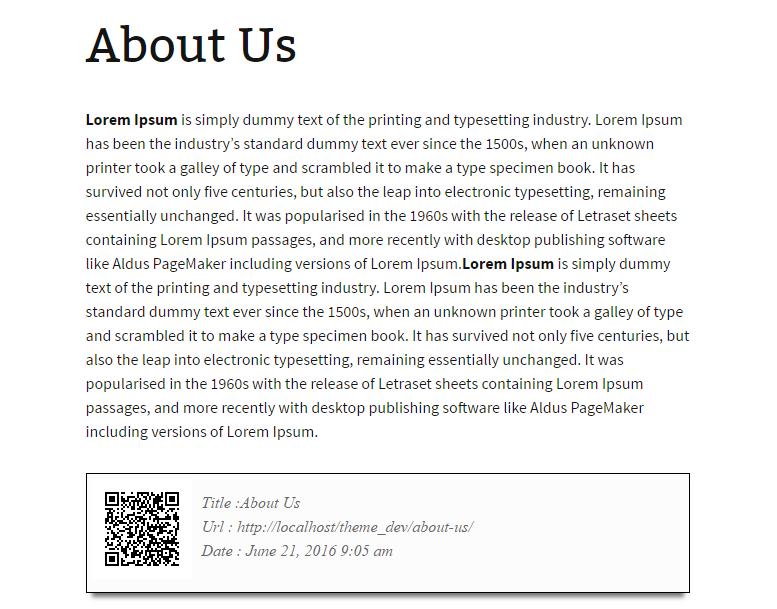 About Us
Lorem Ipsum is simply dummy text of the printing and typesetting industry. Lorem Ipsum
has been the industry’s standard dummy text ever since the 1500s, when an unknown
printer took a galley of type and scrambled it to make a type specimen book. It has
survived not only five centuries, but also the leap into electronic typesetting, remaining
essentially unchanged. It was popularised in the 1960s with the release of Letraset sheets
containing Lorem Ipsum passages, and more recently with desktop publishing software
like Aldus PageMaker including versions of Lorem Ipsum.Lorem Ipsum is simply dummy
text of the printing and typesetting industry. Lorem Ipsum has been the industry’s
standard dummy text ever since the 1500s, when an unknown printer took a galley of type
and scrambled it to make a type specimen book. It has survived not only five centuries, but
also the leap into electronic typesetting, remaining essentially unchanged. It was
popularised in the 1960s with the release of Letraset sheets containing Lorem Ipsum
passages, and more recently with desktop publishing software like Aldus PageMaker
including versions of Lorem Ipsum.
Title :About Us
Url : http://localhost/theme_dev/about-us/
Date : June 21, 2016 9:05 am